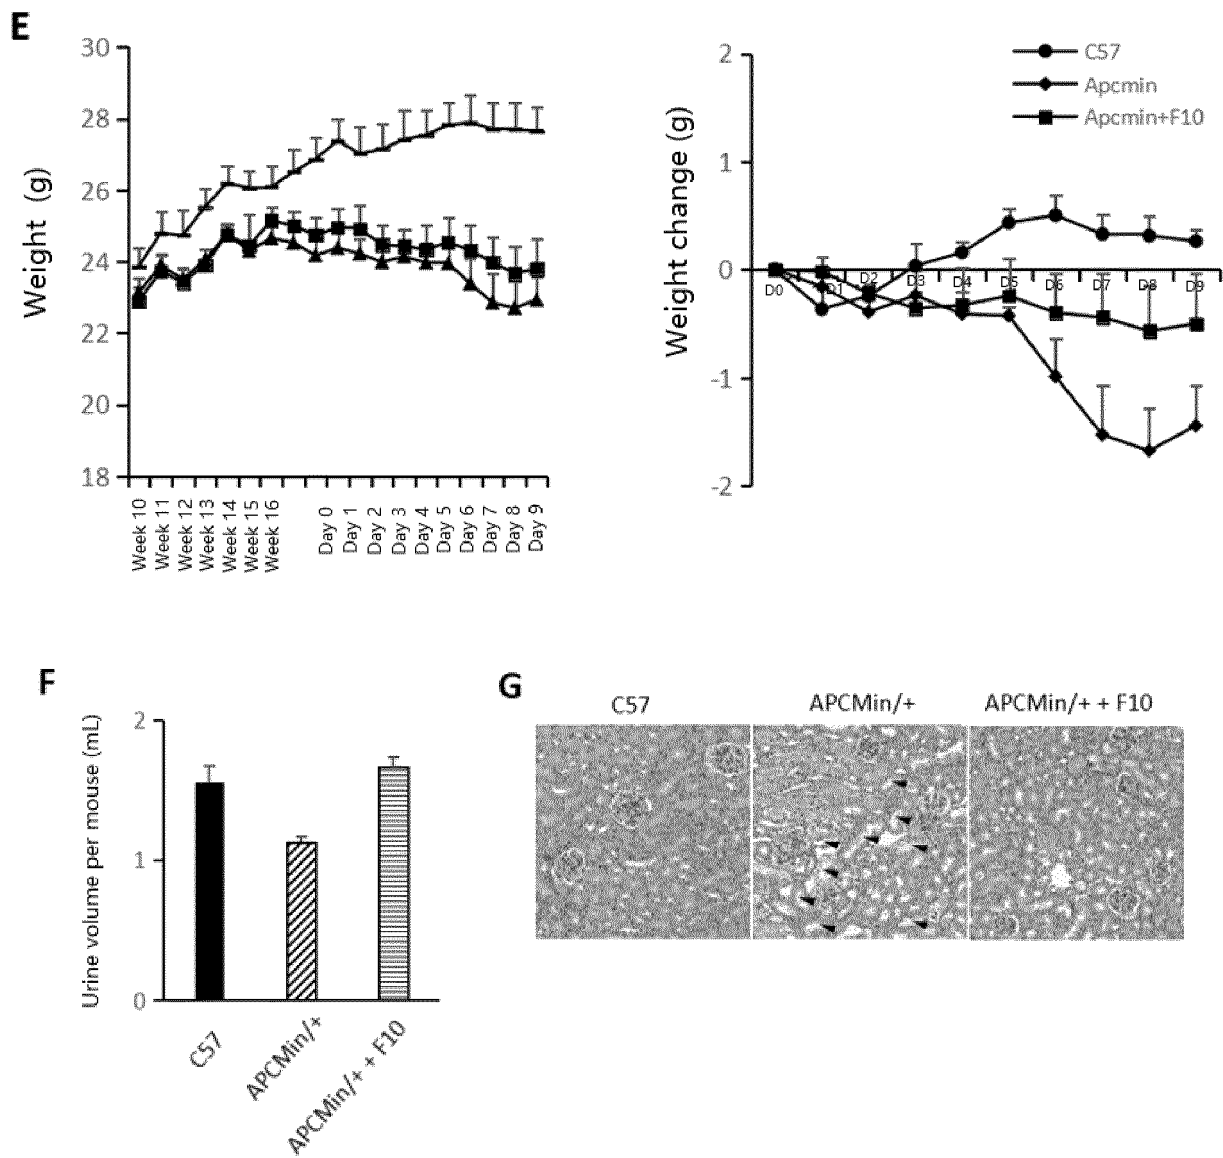 E
30
28
26
24
22
20
18
Weight (g)
Week 10
Week 11
Week 12
Week 13
Week 14
Week 15
Week 16
Day 0
Day 1
Day 2
Day 3
Day 4
Day 5
Day 6
Day 7
Day 8
Day 9
2
1
0
-1
-2
Weight change (g)
C57
Apcmin
Apcmin+F10
D0
D1
D2
D3
D4
D5
D6
D7
D8
D9
F
2
1
0
Urine volume per mouse (mL)
C57
APCMin/+
APCMin/+ + F10
G
C57
APCMin/+
APCMin/+ + F10